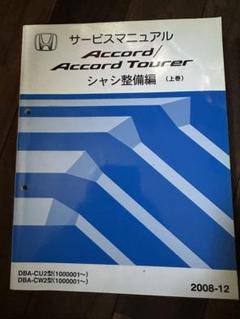 サービスマニュアル
Accord/
Accord Tourer
シャシ整備編 (上巻)
DBA-CU2型(1000001～)
DBA-CW2型(1000001～)
2008-12